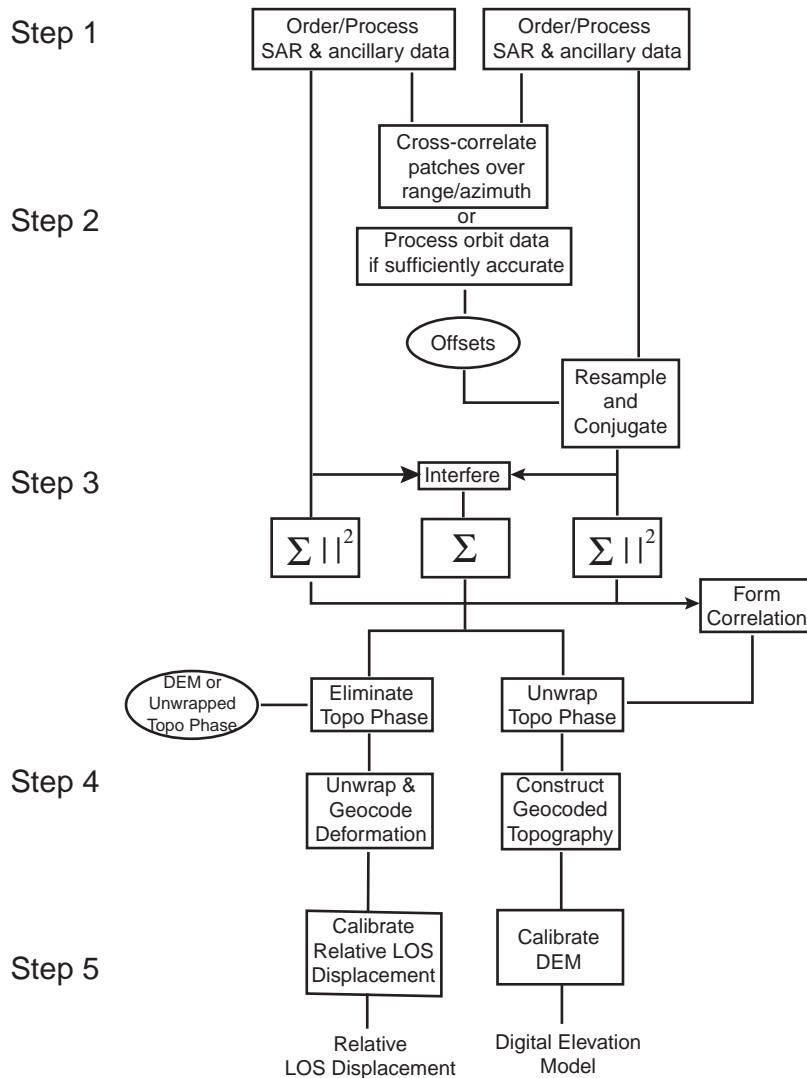 Step 1
Order/Process
SAR & ancillary data
Order/Process
SAR & ancillary data
Cross-correlate
patches over
range/azimuth
or
Step 2
Process orbit data
if sufficiently accurate
Offsets
Resample
and
Conjugate
Step 3
Interfere
Σ ||²
Σ
Σ ||²
Form
Correlation
DEM or
Unwrapped
Topo Phase
Eliminate
Topo Phase
Unwrap
Topo Phase
Step 4
Unwrap &
Geocode
Deformation
Construct
Geocoded
Topography
Step 5
Calibrate
Relative LOS
Displacement
Calibrate
DEM
Relative
LOS Displacement
Digital Elevation
Model